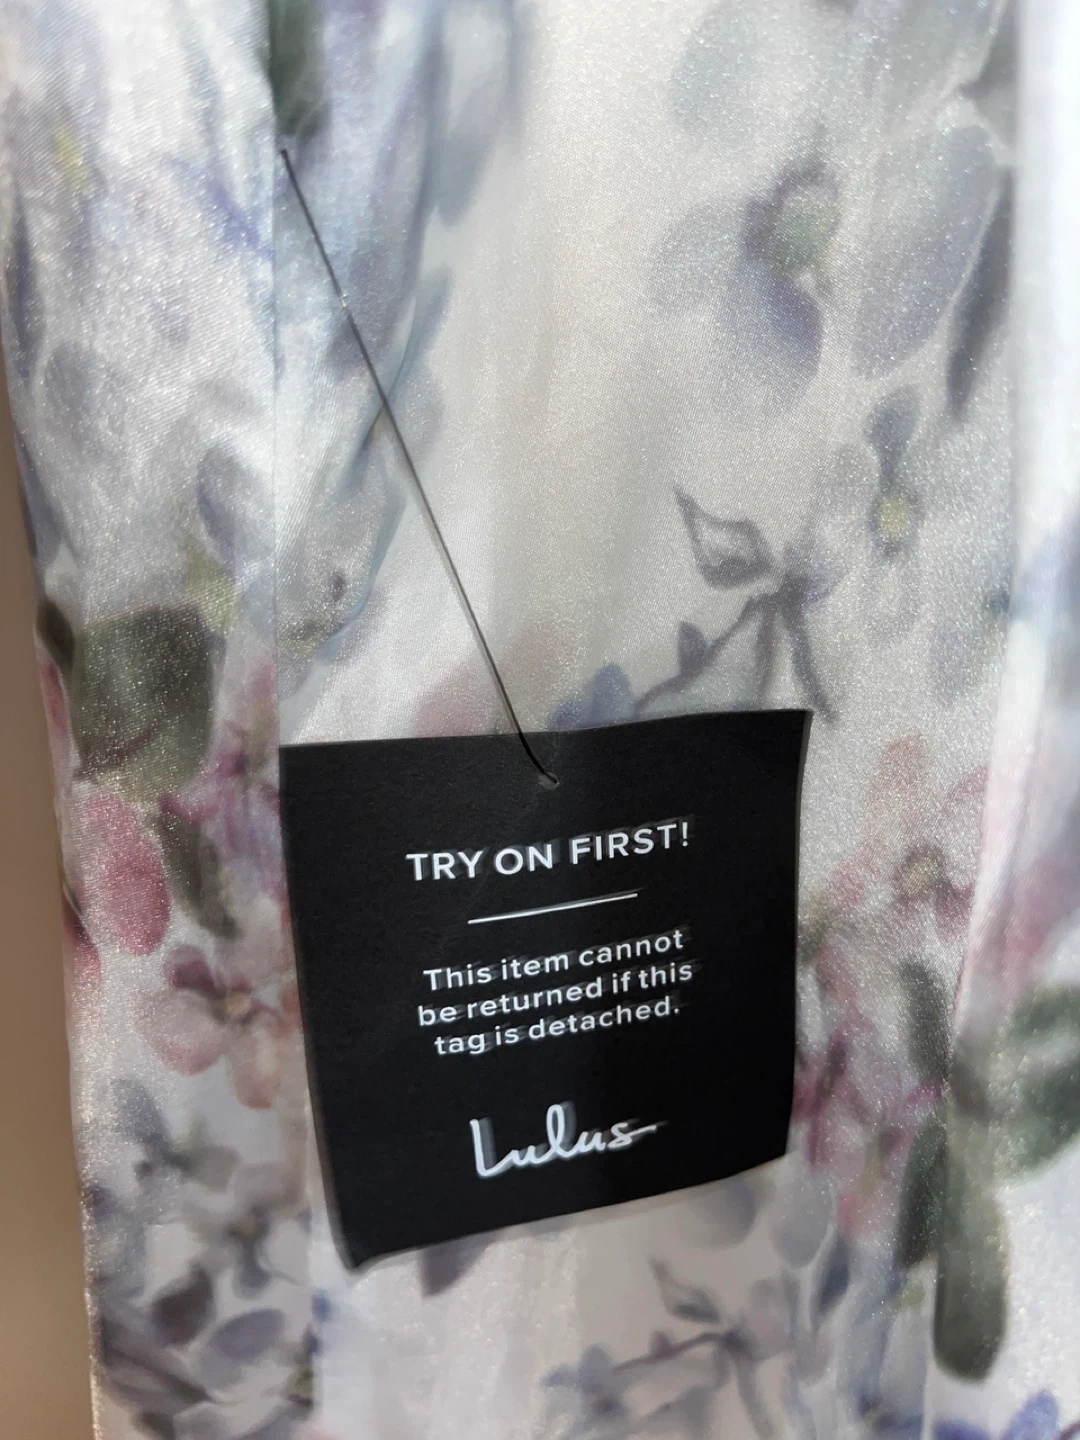 TRY ON FIRST!
This item cannot
be returned if this
tag is detached.
Lulus